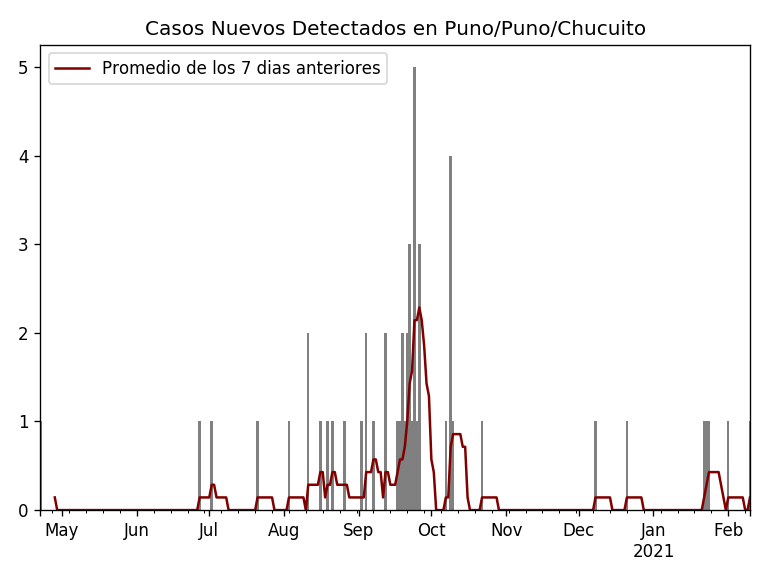 Casos Nuevos Detectados en Puno/Puno/Chucuito
Promedio de los 7 dias anteriores
5
4
3
2
1
0
May Jun Jul Aug Sep Oct Nov Dec Jan Feb
2021